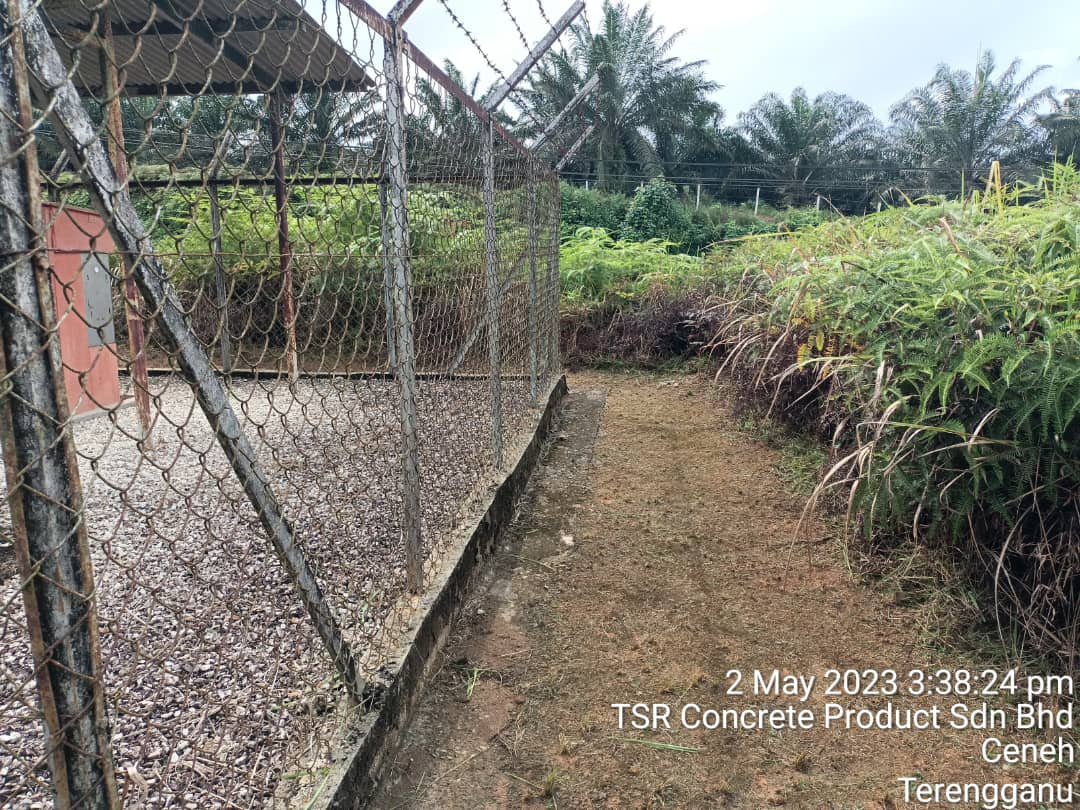 2 May 2023 3:38:24 pm
TSR Concrete Product Sdn Bhd
Ceneh
Terengganu